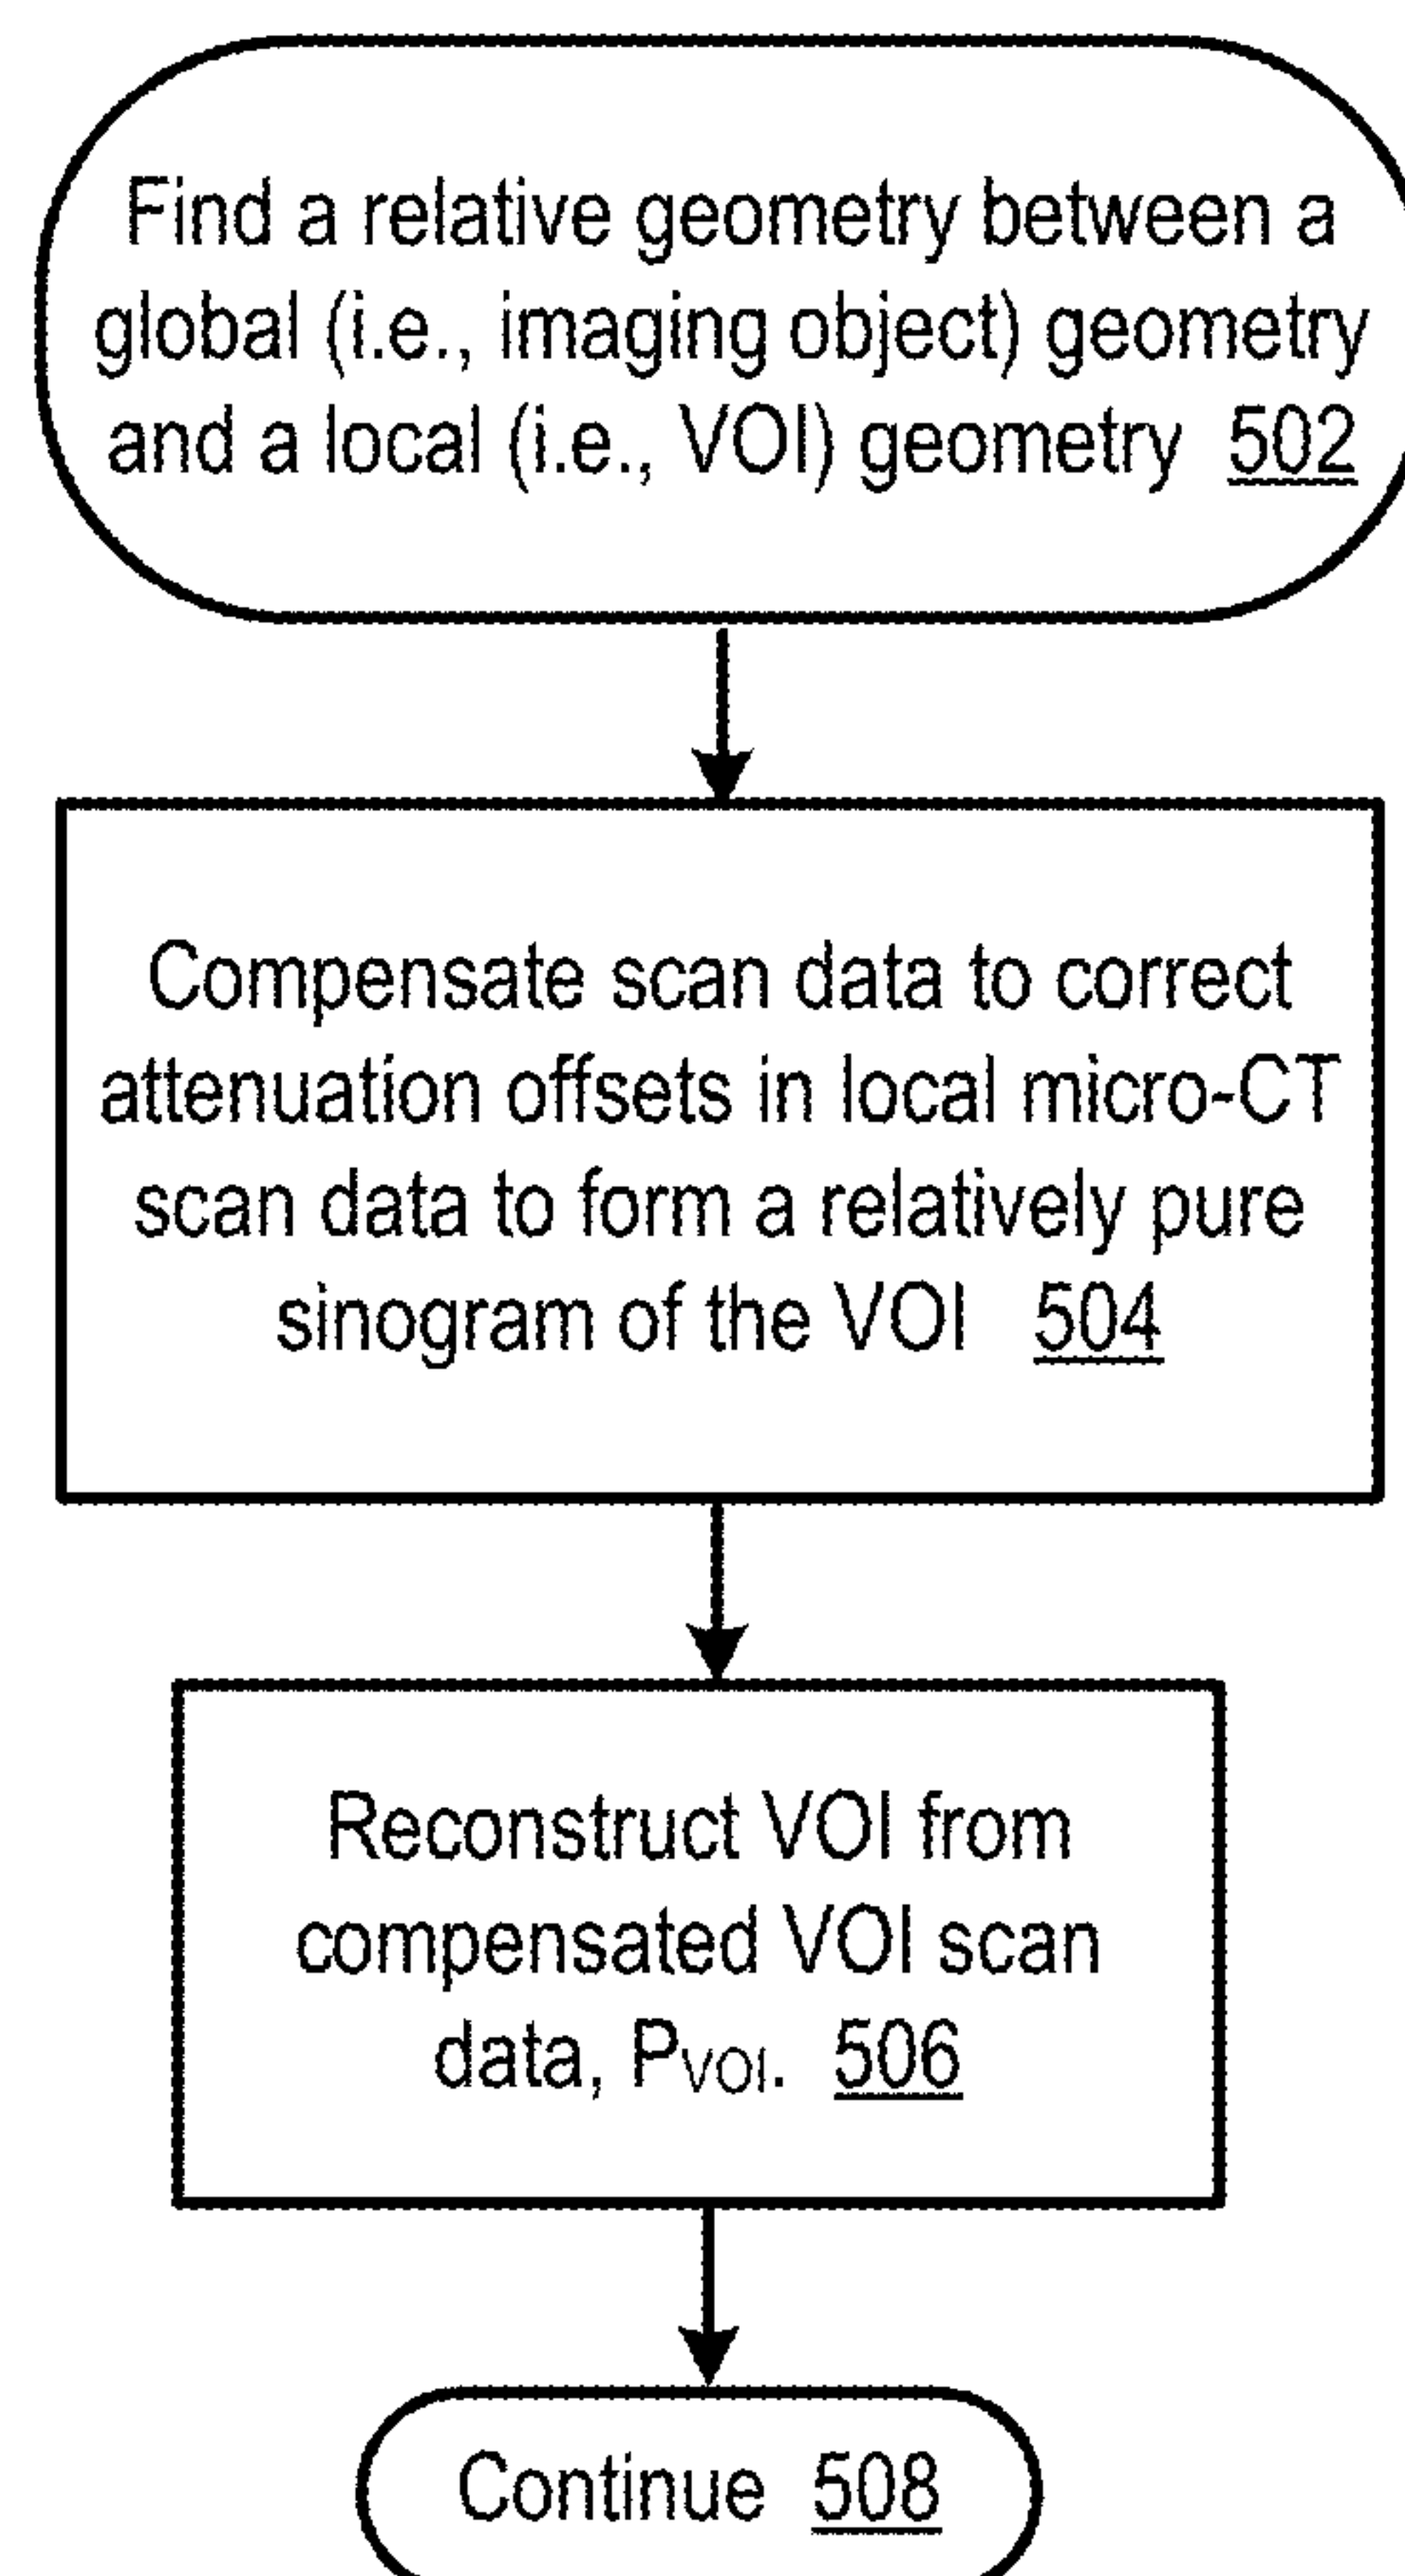 Find a relative geometry between a
global (i.e., imaging object) geometry
and a local (i.e., VOI) geometry 502
Compensate scan data to correct
attenuation offsets in local micro-CT
scan data to form a relatively pure
sinogram of the VOI 504
Reconstruct VOI from
compensated VOI scan
data, PVOI. 506
Continue 508